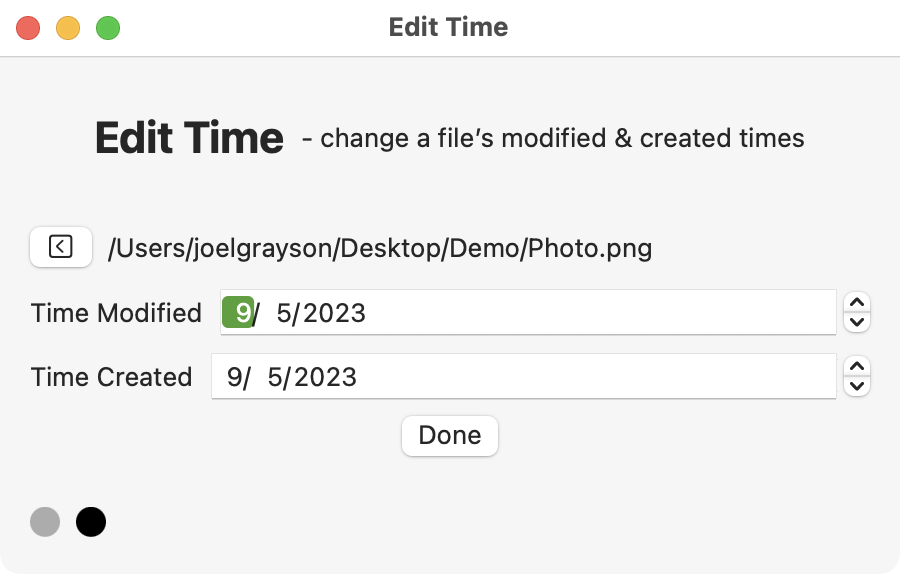 Edit Time
Edit Time - change a file’s modified & created times
/Users/joelgrayson/Desktop/Demo/Photo.png
Time Modified 9/ 5/2023
Time Created 9/ 5/2023
Done